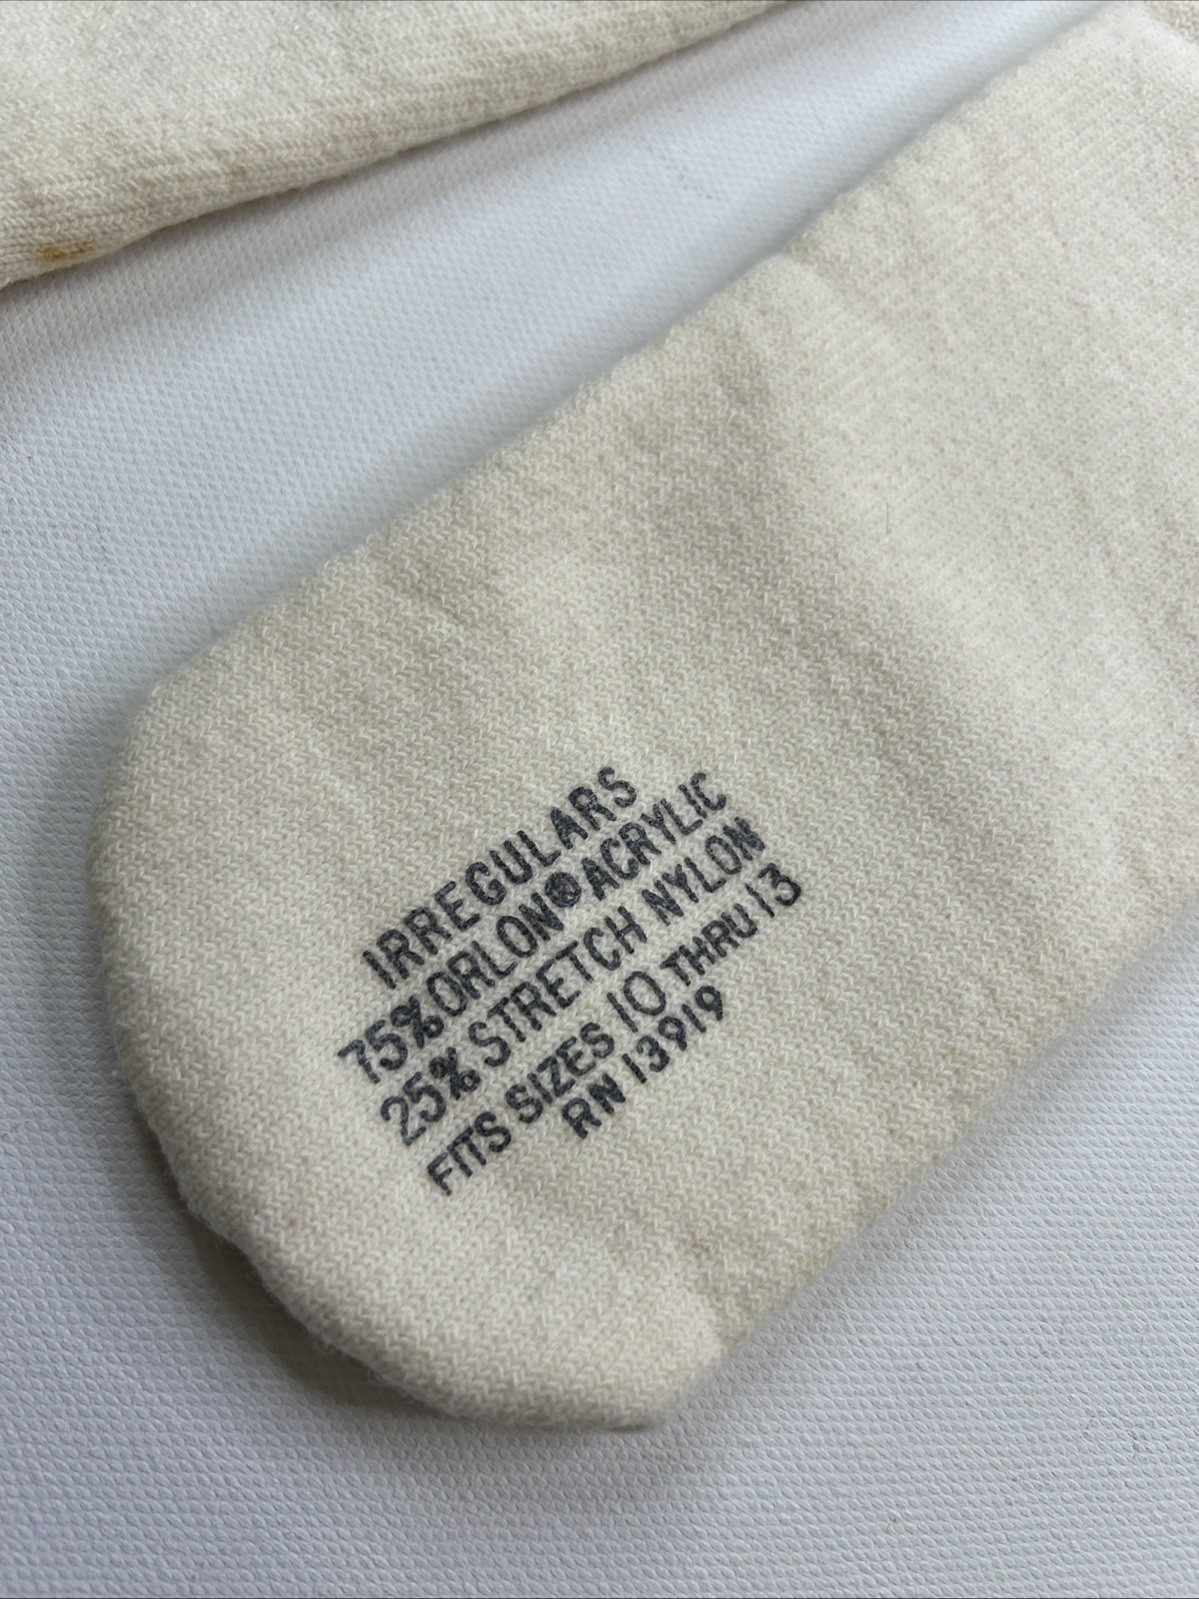 IRREGULARS
75% ORLON® ACRYLIC
25% STRETCH NYLON
FITS SIZES 10 THRU 13
RN 13919